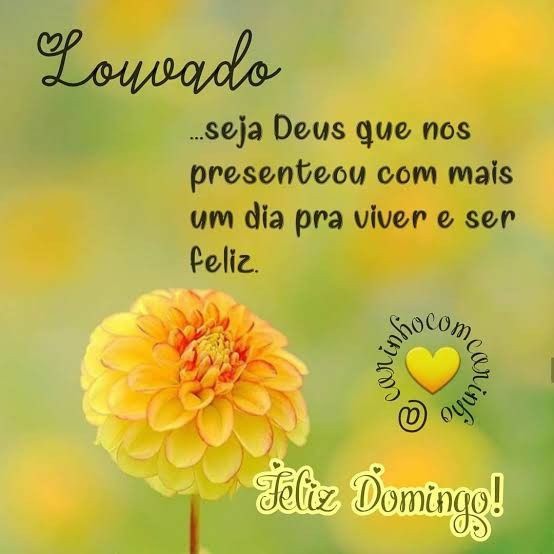 Louvado
...seja Deus que nos
presenteou com mais
um dia pra viver e ser
feliz.
@carinhocomcarinho
Feliz Domingo!